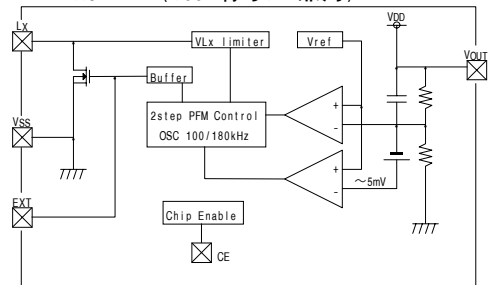 LX
VLx limiter
Vref
VDD
VOUT
Buffer
2step PFM Control
OSC 100/180kHz
+
-
VSS
+
-
～5mV
EXT
Chip Enable
CE